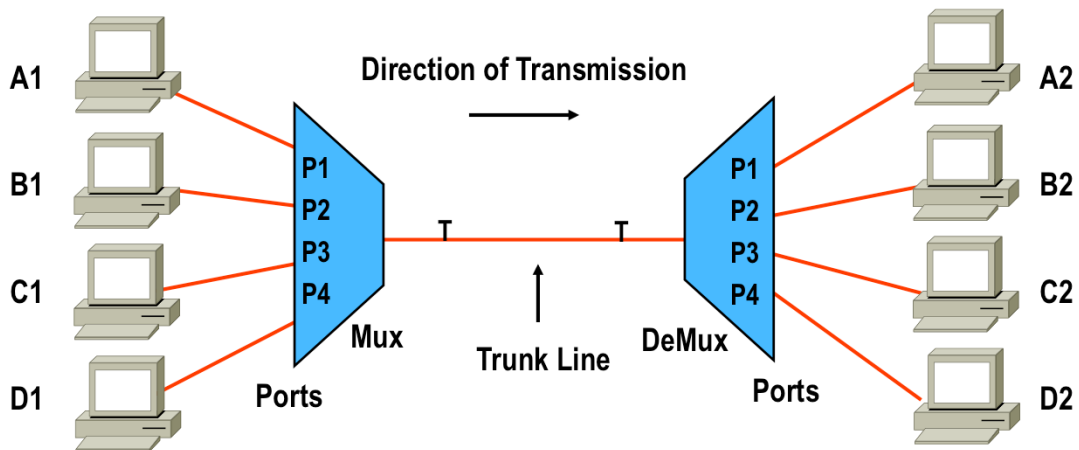 A1
B1
C1
D1
Direction of Transmission
P1
P2
P3
P4
Mux
Ports
T
T
Trunk Line
P1
P2
P3
P4
DeMux
Ports
A2
B2
C2
D2